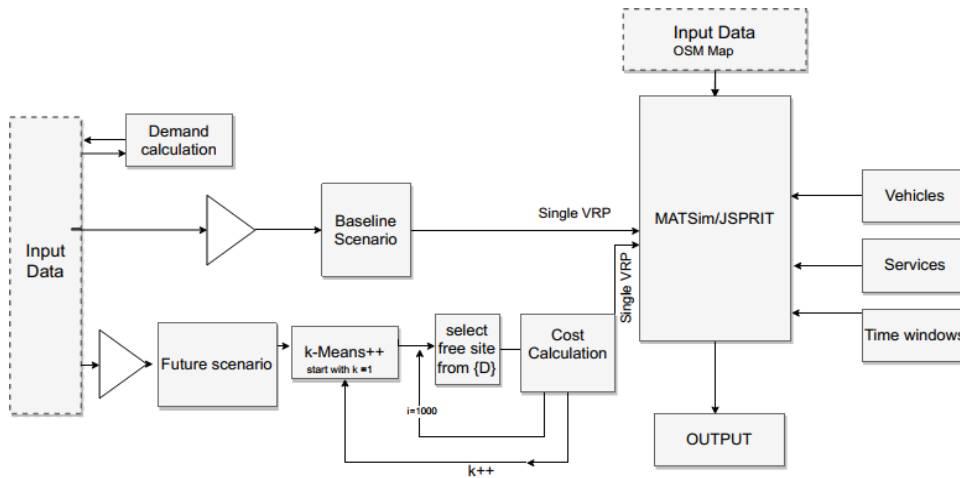 Input Data
OSM Map
Demand
calculation
Input
Data
Baseline
Scenario
Single VRP
MATSim/JSPRIT
Vehicles
Services
Time windows
Single VRP
Future scenario
k-Means++
start with k =1
select
free site
from {D}
Cost
Calculation
i=1000
k++
OUTPUT